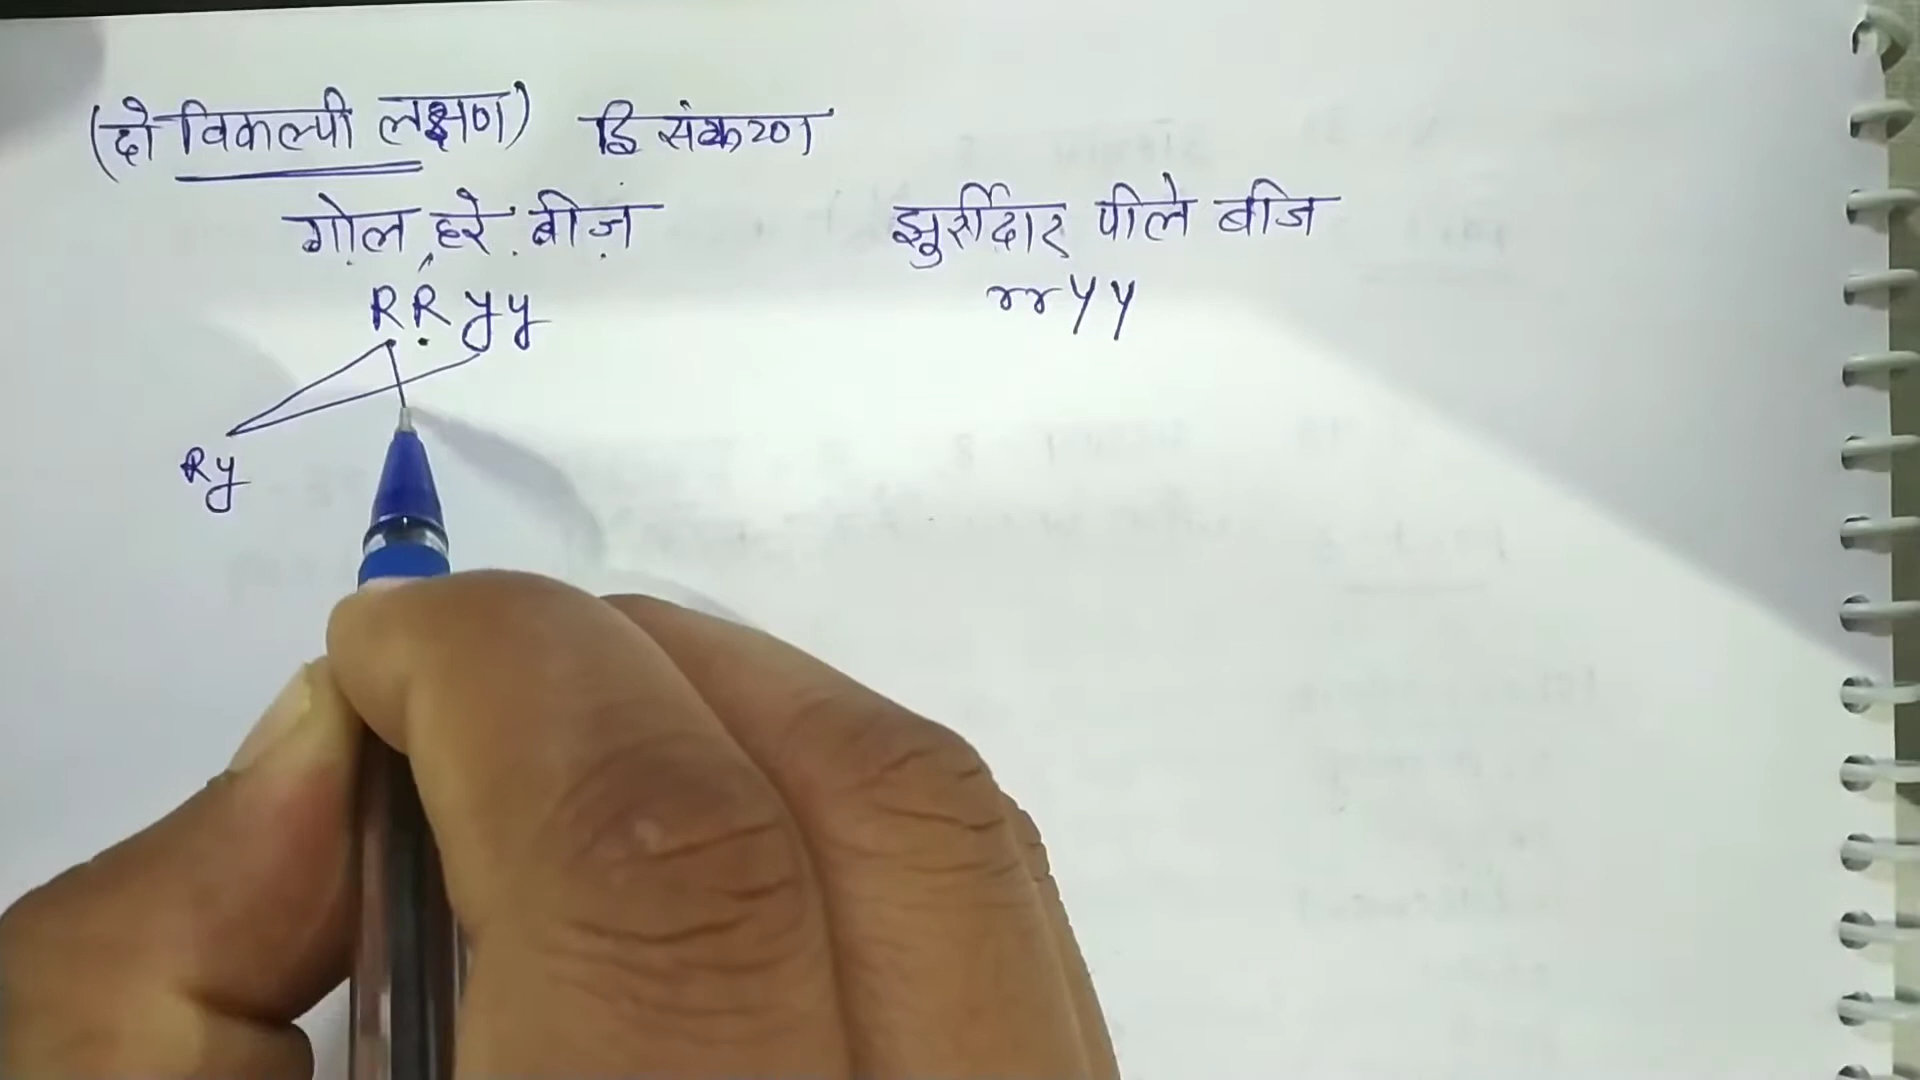 (दो विकल्पी लक्षण) द्वि संकरण
गोल, हरे बीज झुर्रीदार पीले बीज
RRyy rrYY
Ry